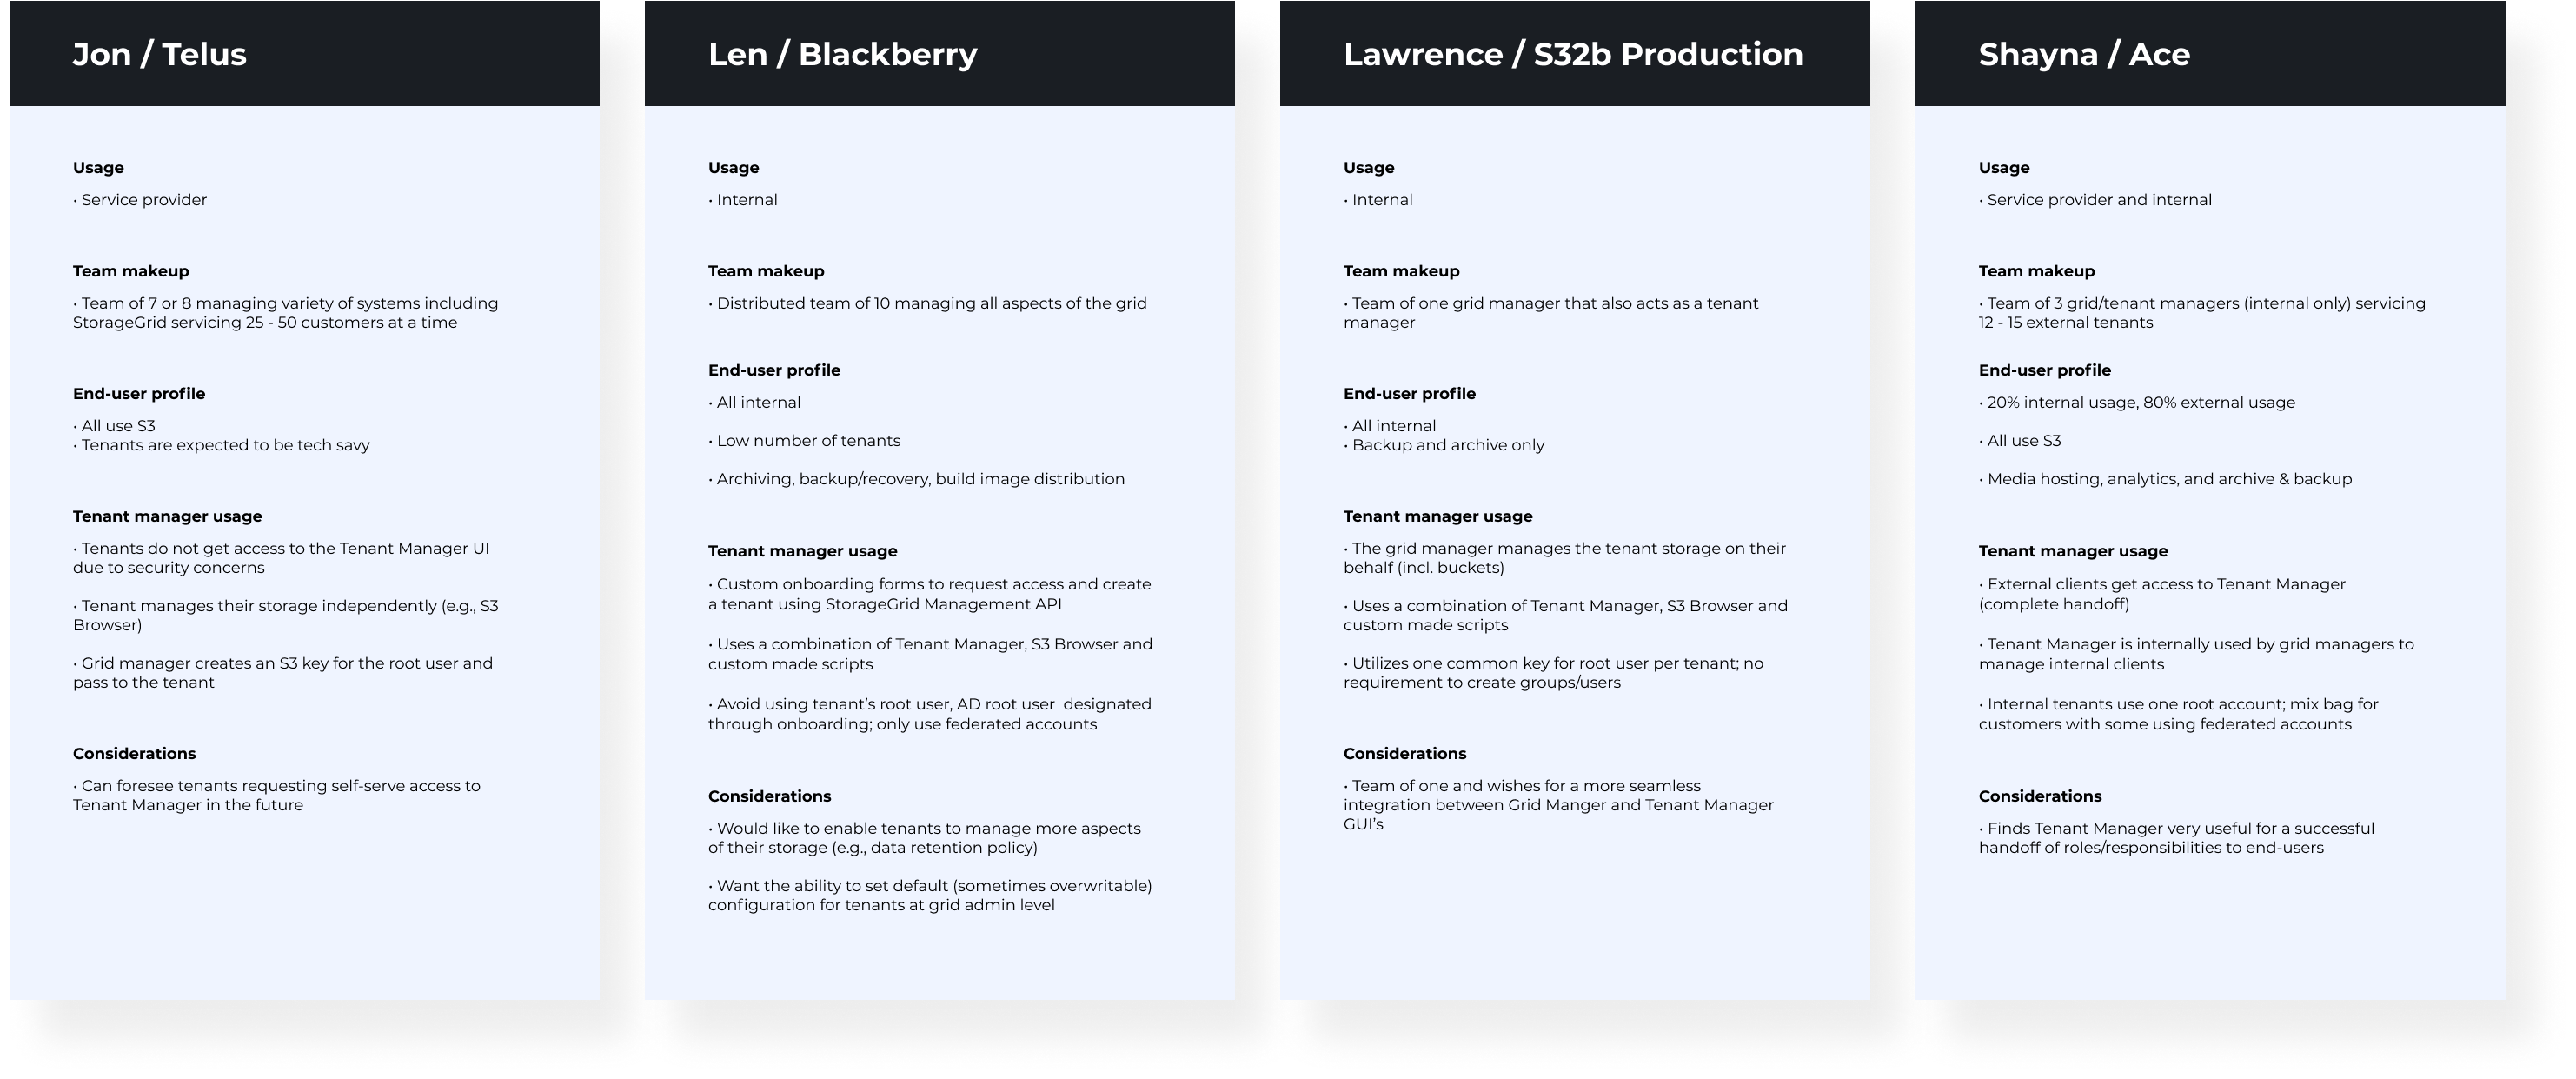 Jon / Telus
Usage
• Service provider
Team makeup
• Team of 7 or 8 managing variety of systems including
StorageGrid servicing 25 - 50 customers at a time
End-user profile
• All use S3
• Tenants are expected to be tech savy
Tenant manager usage
• Tenants do not get access to the Tenant Manager UI
due to security concerns
• Tenant manages their storage independently (e.g., S3
Browser)
• Grid manager creates an S3 key for the root user and
pass to the tenant
Considerations
• Can foresee tenants requesting self-serve access to
Tenant Manager in the future
Len / Blackberry
Usage
• Internal
Team makeup
• Distributed team of 10 managing all aspects of the grid
End-user profile
• All internal
• Low number of tenants
• Archiving, backup/recovery, build image distribution
Tenant manager usage
• Custom onboarding forms to request access and create
a tenant using StorageGrid Management API
• Uses a combination of Tenant Manager, S3 Browser and
custom made scripts
• Avoid using tenant’s root user, AD root user  designated
through onboarding; only use federated accounts
Considerations
• Would like to enable tenants to manage more aspects
of their storage (e.g., data retention policy)
• Want the ability to set default (sometimes overwritable)
configuration for tenants at grid admin level
Lawrence / S32b Production
Usage
• Internal
Team makeup
• Team of one grid manager that also acts as a tenant
manager
End-user profile
• All internal
• Backup and archive only
Tenant manager usage
• The grid manager manages the tenant storage on their
behalf (incl. buckets)
• Uses a combination of Tenant Manager, S3 Browser and
custom made scripts
• Utilizes one common key for root user per tenant; no
requirement to create groups/users
Considerations
• Team of one and wishes for a more seamless
integration between Grid Manger and Tenant Manager
GUI’s
Shayna / Ace
Usage
• Service provider and internal
Team makeup
• Team of 3 grid/tenant managers (internal only) servicing
12 - 15 external tenants
End-user profile
• 20% internal usage, 80% external usage
• All use S3
• Media hosting, analytics, and archive & backup
Tenant manager usage
• External clients get access to Tenant Manager
(complete handoff)
• Tenant Manager is internally used by grid managers to
manage internal clients
• Internal tenants use one root account; mix bag for
customers with some using federated accounts
Considerations
• Finds Tenant Manager very useful for a successful
handoff of roles/responsibilities to end-users